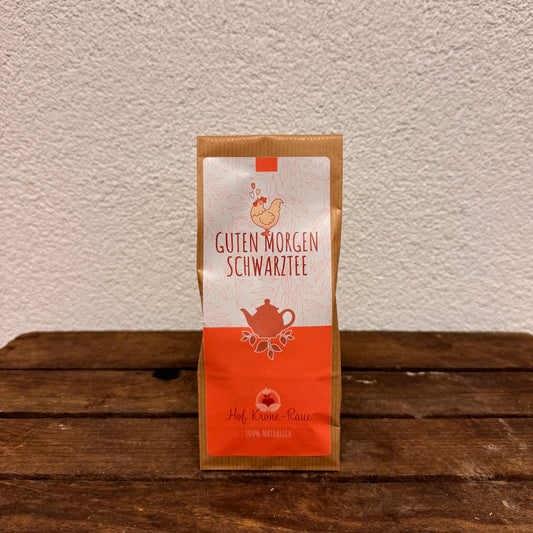 GUTEN MORGEN
SCHWARZTEE
Hof Krone-Raue
100% NATÜRLICH